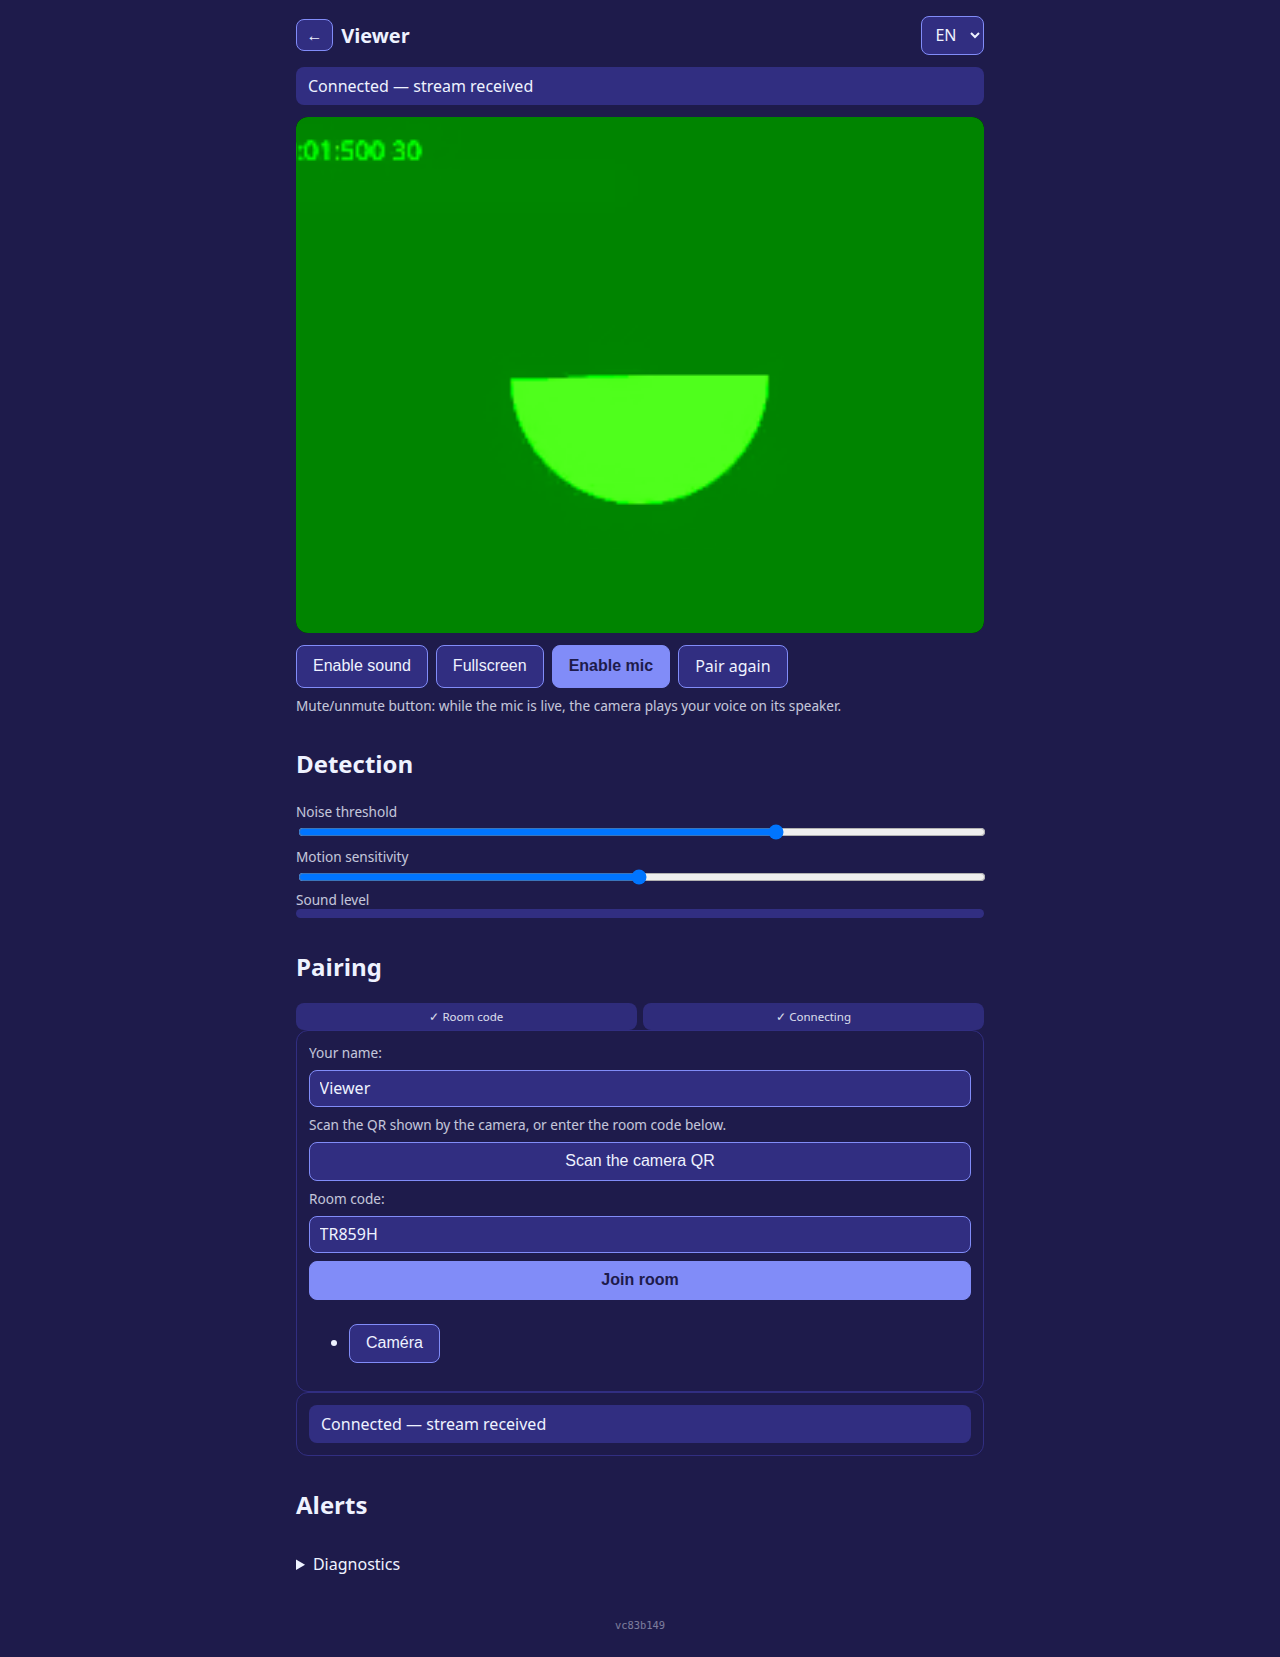 ← Viewer EN
Connected — stream received
:01:500 30
Enable sound Fullscreen Enable mic Pair again
Mute/unmute button: while the mic is live, the camera plays your voice on its speaker.
Detection
Noise threshold
Motion sensitivity
Sound level
Pairing
✓ Room code ✓ Connecting
Your name:
Viewer
Scan the QR shown by the camera, or enter the room code below.
Scan the camera QR
Room code:
TR859H
Join room
• Caméra
Connected — stream received
Alerts
▶ Diagnostics
vc83b149